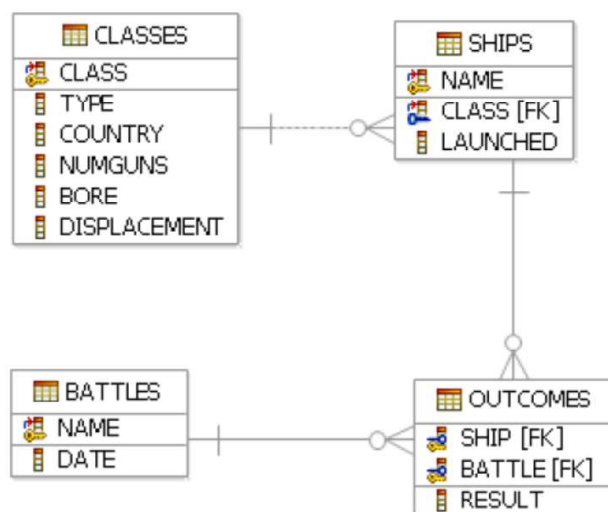 CLASSES
CLASS
TYPE
COUNTRY
NUMGUNS
BORE
DISPLACEMENT
SHIPS
NAME
CLASS [FK]
LAUNCHED
BATTLES
NAME
DATE
OUTCOMES
SHIP [FK]
BATTLE [FK]
RESULT